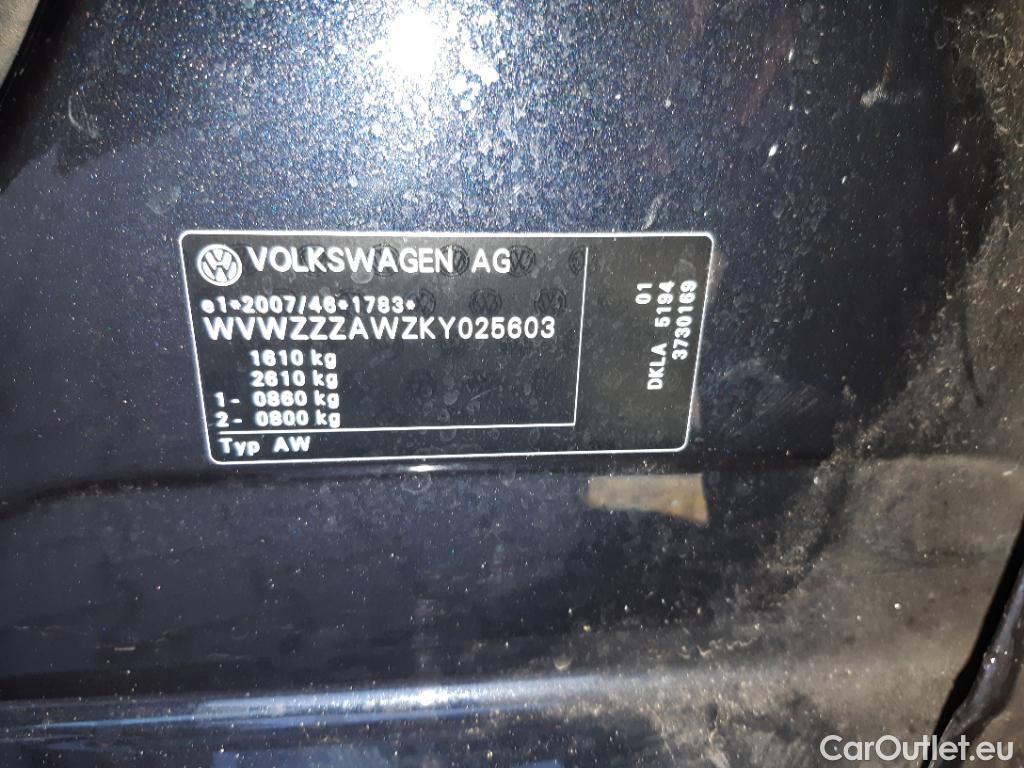 VOLKSWAGEN AG
e1*2007/46*1783*
WVWZZZAWZKY025603
1610 kg
2610 kg
1- 0860 kg
2- 0800 kg
Typ AW
01
DKLA 5194
3730169
CarOutlet.eu